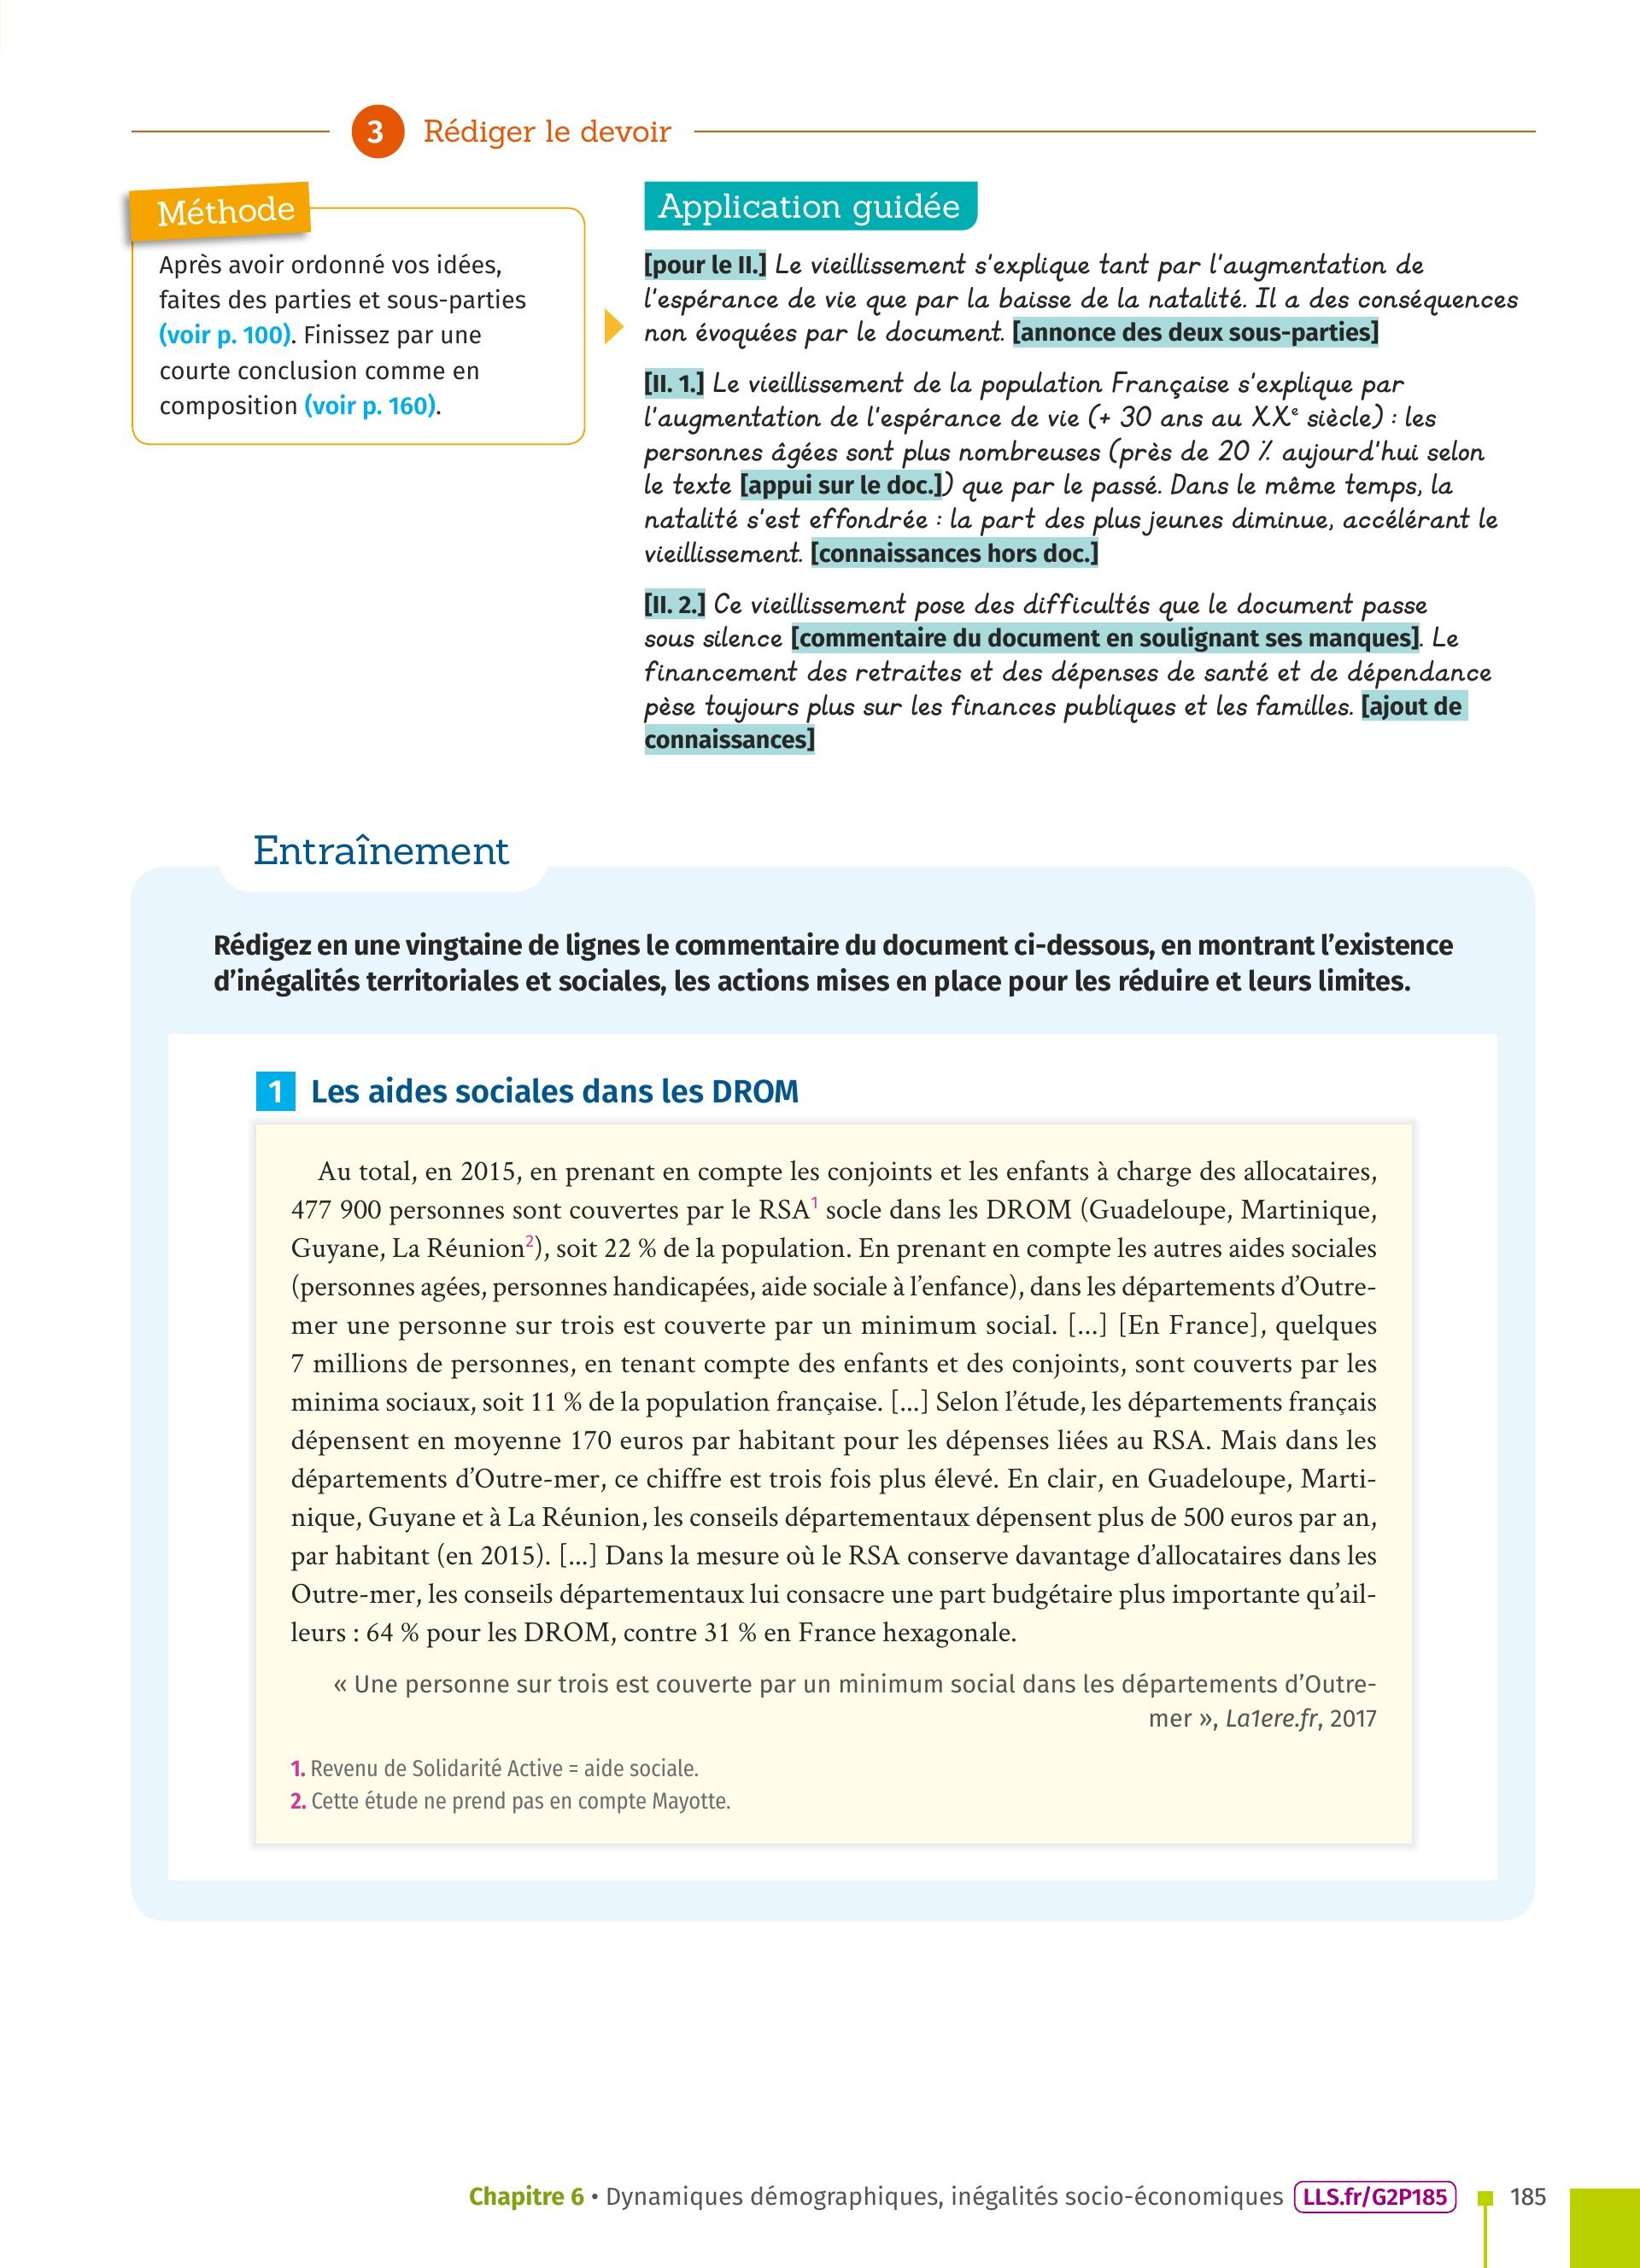 3 Rédiger le devoir
Méthode
Après avoir ordonné vos idées,
faites des parties et sous-parties
(voir p. 100). Finissez par une
courte conclusion comme en
composition (voir p. 160).
Application guidée
[pour le II.] Le vieillissement s'explique tant par l'augmentation de
l'espérance de vie que par la baisse de la natalité. Il a des conséquences
non évoquées par le document. [annonce des deux sous-parties]
[II. 1.] Le vieillissement de la population Française s'explique par
l'augmentation de l'espérance de vie (+ 30 ans au XXᵉ siècle) : les
personnes âgées sont plus nombreuses (près de 20 % aujourd'hui selon
le texte [appui sur le doc.]) que par le passé. Dans le même temps, la
natalité s'est effondrée : la part des plus jeunes diminue, accélérant le
vieillissement. [connaissances hors doc.]
[II. 2.] Ce vieillissement pose des difficultés que le document passe
sous silence [commentaire du document en soulignant ses manques]. Le
financement des retraites et des dépenses de santé et de dépendance
pèse toujours plus sur les finances publiques et les familles. [ajout de
connaissances]
Entraînement
Rédigez en une vingtaine de lignes le commentaire du document ci-dessous, en montrant l’existence
d’inégalités territoriales et sociales, les actions mises en place pour les réduire et leurs limites.
1 Les aides sociales dans les DROM
Au total, en 2015, en prenant en compte les conjoints et les enfants à charge des allocataires,
477 900 personnes sont couvertes par le RSA¹ socle dans les DROM (Guadeloupe, Martinique,
Guyane, La Réunion²), soit 22 % de la population. En prenant en compte les autres aides sociales
(personnes agées, personnes handicapées, aide sociale à l’enfance), dans les départements d’Outre-
mer une personne sur trois est couverte par un minimum social. [...] [En France], quelques
7 millions de personnes, en tenant compte des enfants et des conjoints, sont couverts par les
minima sociaux, soit 11 % de la population française. [...] Selon l’étude, les départements français
dépensent en moyenne 170 euros par habitant pour les dépenses liées au RSA. Mais dans les
départements d’Outre-mer, ce chiffre est trois fois plus élevé. En clair, en Guadeloupe, Marti-
nique, Guyane et à La Réunion, les conseils départementaux dépensent plus de 500 euros par an,
par habitant (en 2015). [...] Dans la mesure où le RSA conserve davantage d’allocataires dans les
Outre-mer, les conseils départementaux lui consacre une part budgétaire plus importante qu’ail-
leurs : 64 % pour les DROM, contre 31 % en France hexagonale.
« Une personne sur trois est couverte par un minimum social dans les départements d’Outre-
mer », La1ere.fr, 2017
1. Revenu de Solidarité Active = aide sociale.
2. Cette étude ne prend pas en compte Mayotte.
Chapitre 6 • Dynamiques démographiques, inégalités socio-économiques LLS.fr/G2P185 185